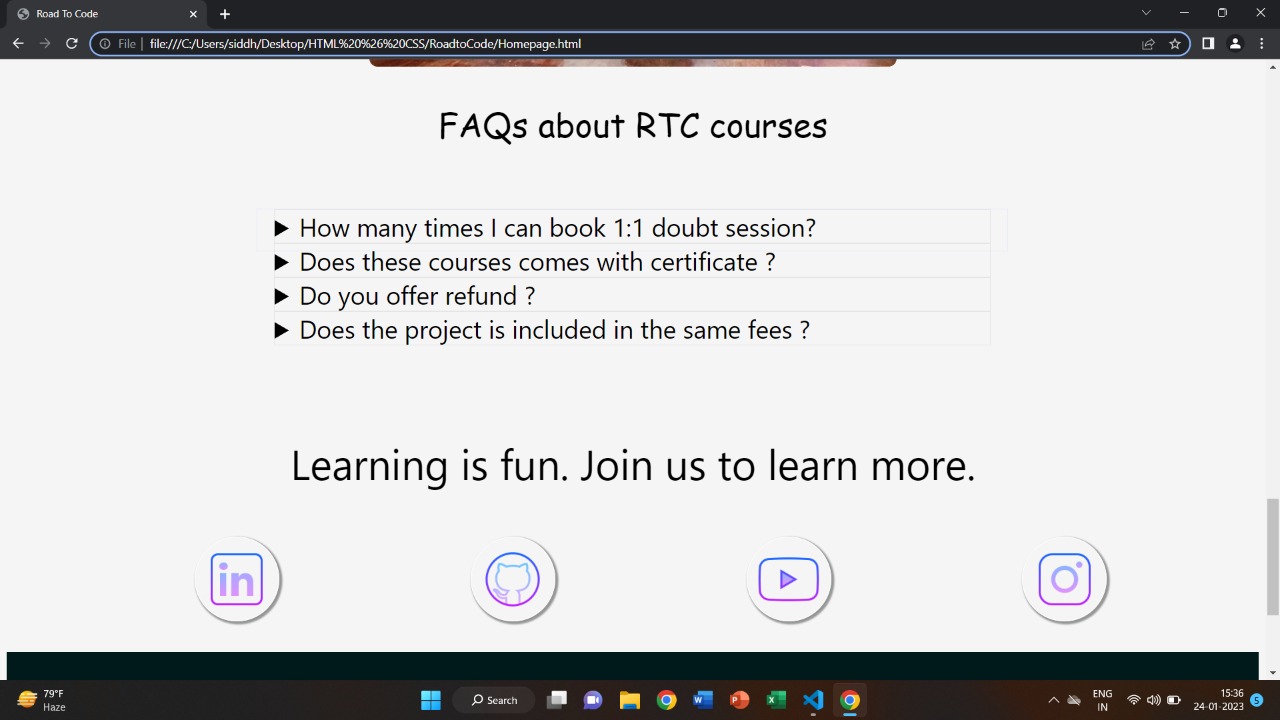 Road To Code
File
file:///C:/Users/siddh/Desktop/HTML%20%26%20CSS/RoadtoCode/Homepage.html
FAQs about RTC courses
How many times I can book 1:1 doubt session?
Does these courses comes with certificate ?
Do you offer refund ?
Does the project is included in the same fees ?
Learning is fun. Join us to learn more.
in
79°F
Haze
Search
W
P
X
ENG
IN
15:36
24-01-2023
5